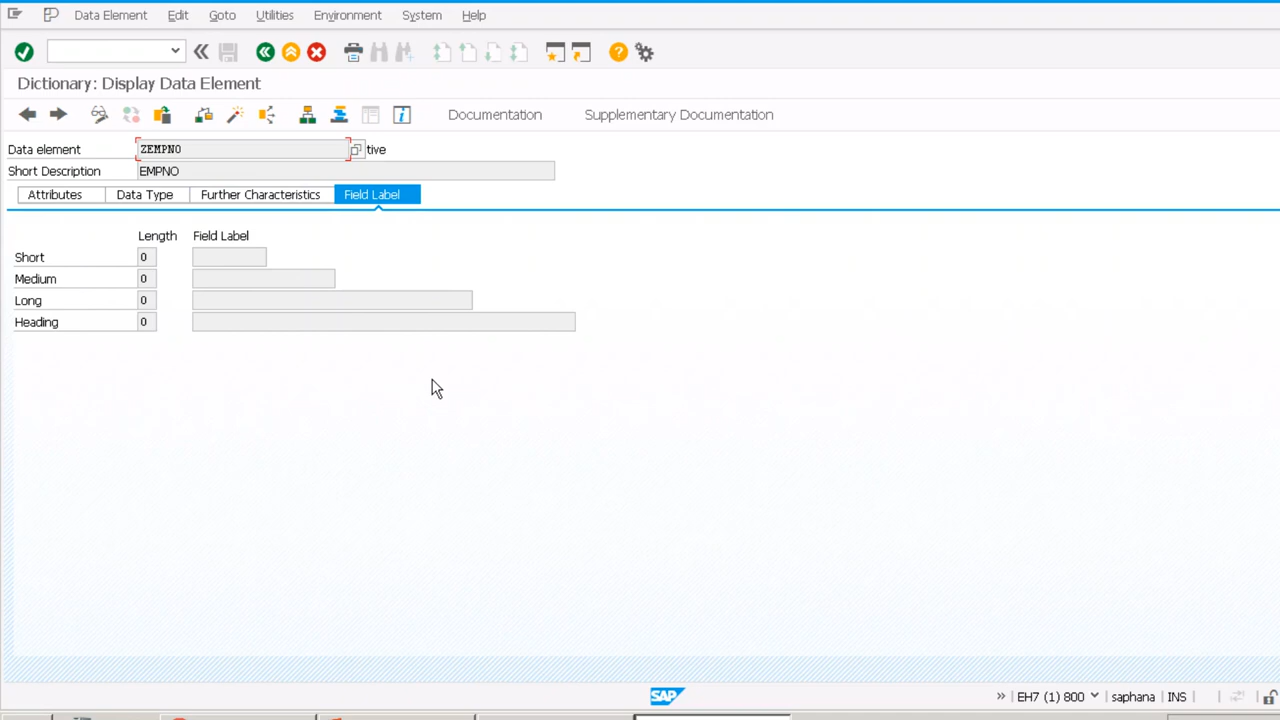 Data Element Edit Goto Utilities Environment System Help
Dictionary: Display Data Element
Documentation Supplementary Documentation
Data element ZEMPNO tive
Short Description EMPNO
Attributes Data Type Further Characteristics Field Label
Length Field Label
Short 0
Medium 0
Long 0
Heading 0
SAP » EH7 (1) 800 saphana INS